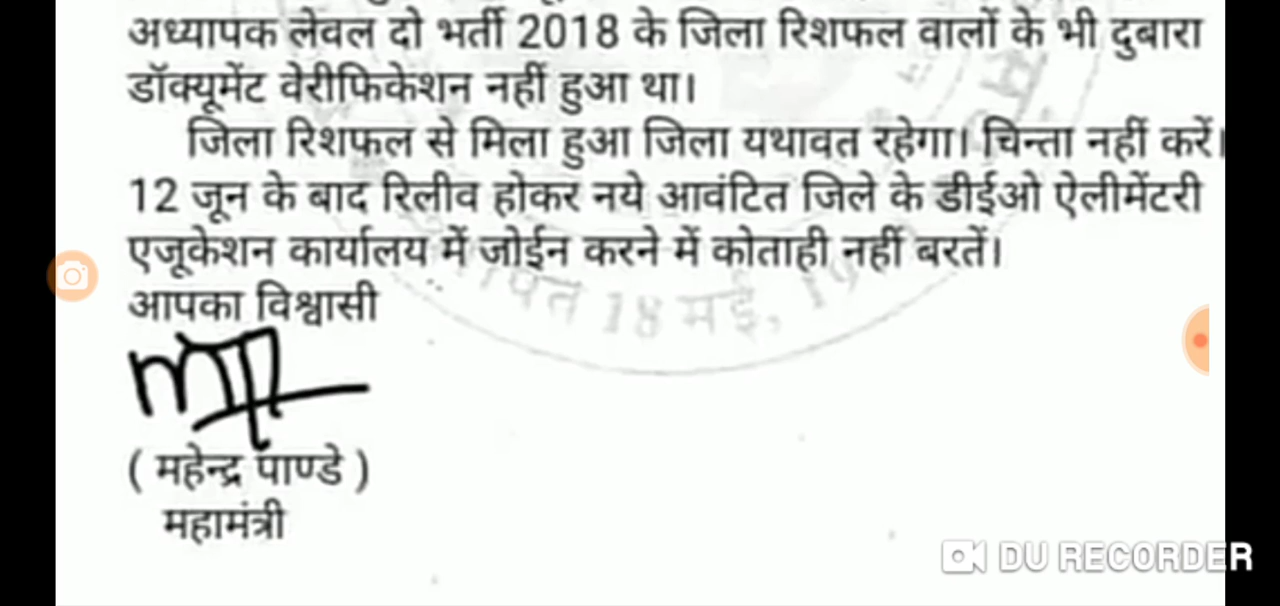 अध्यापक लेवल दो भर्ती 2018 के जिला रिशफल वालों के भी दुबारा
डॉक्यूमेंट वेरीफिकेशन नहीं हुआ था।
जिला रिशफल से मिला हुआ जिला यथावत रहेगा। चिन्ता नहीं करें।
12 जून के बाद रिलीव होकर नये आवंटित जिले के डीईओ ऐलीमेंटरी
एजूकेशन कार्यालय में जोईन करने में कोताही नहीं बरतें।
18 मई, 19
आपका विश्वासी
( महेन्द्र पाण्डे )
महामंत्री
DU RECORDER